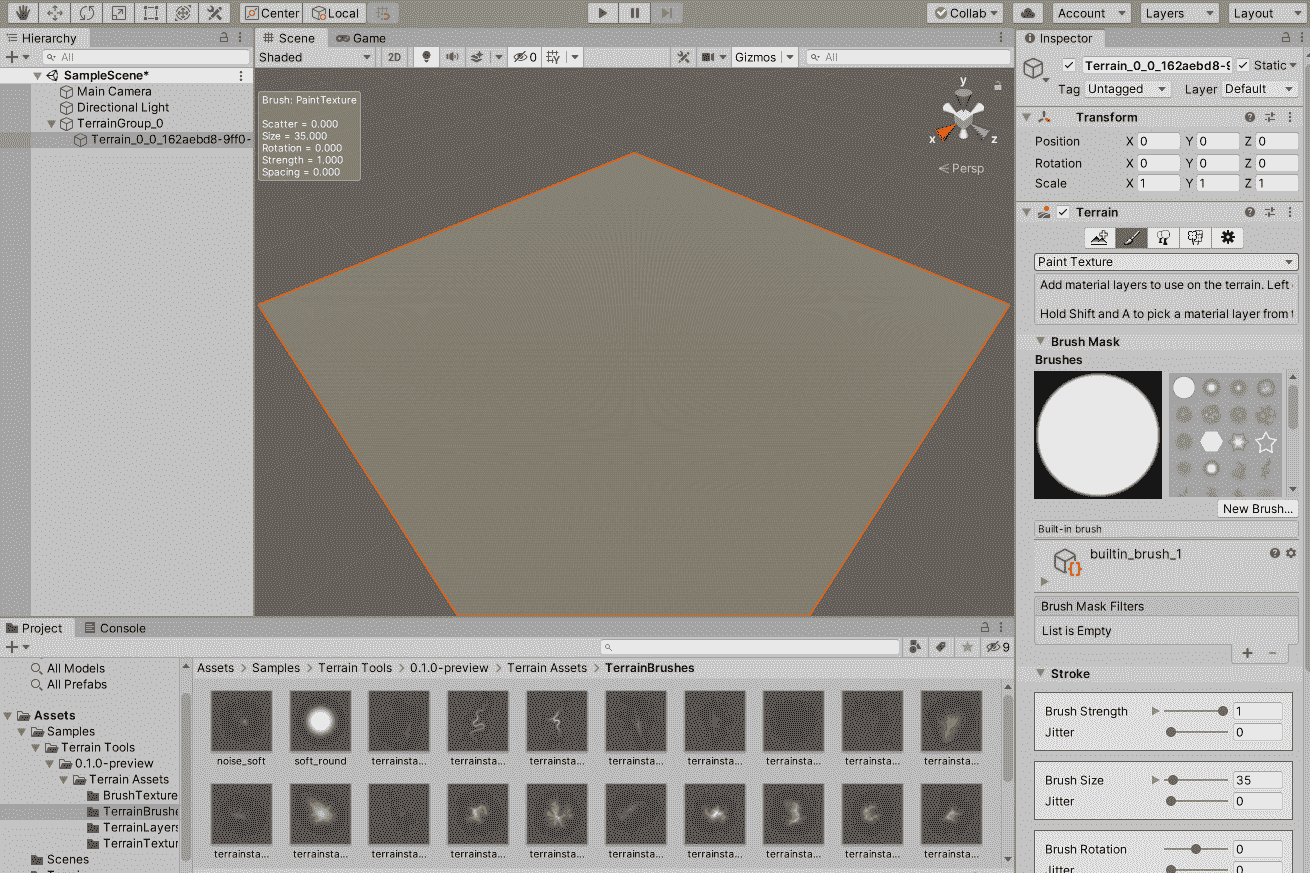 Center Local Collab Account Layers Layout
Hierarchy
All
SampleScene*
Main Camera
Directional Light
TerrainGroup_0
Terrain_0_0_162aebd8-9ff0-
Scene Game
Shaded 2D 0 Gizmos All
Brush: PaintTexture
Scatter = 0.000
Size = 35.000
Rotation = 0.000
Strength = 1.000
Spacing = 0.000
y
x z
Persp
Inspector
Terrain_0_0_162aebd8-9 Static
Tag Untagged Layer Default
Transform
Position X 0 Y 0 Z 0
Rotation X 0 Y 0 Z 0
Scale X 1 Y 1 Z 1
Terrain
Paint Texture
Add material layers to use on the terrain. Left
Hold Shift and A to pick a material layer from t
Brush Mask
Brushes
New Brush...
Built-in brush
builtin_brush_1
Brush Mask Filters
List is Empty
Stroke
Brush Strength 1
Jitter 0
Brush Size 35
Jitter 0
Brush Rotation 0
Jitter 0
Project Console
9
All Models
All Prefabs
Assets
Samples
Terrain Tools
0.1.0-preview
Terrain Assets
BrushTexture
TerrainBrushe
TerrainLayers
TerrainTextur
Scenes
Assets > Samples > Terrain Tools > 0.1.0-preview > Terrain Assets > TerrainBrushes
noise_soft soft_round terrainsta... terrainsta... terrainsta... terrainsta... terrainsta... terrainsta... terrainsta... terrainsta...
terrainsta... terrainsta... terrainsta... terrainsta... terrainsta... terrainsta... terrainsta... terrainsta... terrainsta... terrainsta...